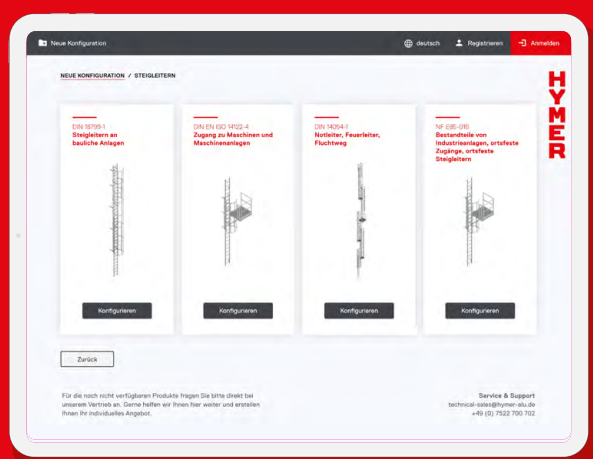 Neue Konfiguration
deutsch
Registrieren
Anmelden
NEUE KONFIGURATION / STEIGLEITERN
HYMER
DIN 18799-1
Steigleitern an
bauliche Anlagen
Konfigurieren
DIN EN ISO 14122-4
Zugang zu Maschinen und
Maschinenanlagen
Konfigurieren
DIN 14094-1
Notleiter, Feuerleiter,
Fluchtweg
Konfigurieren
NF E85-016
Bestandteile von
Industrieanlagen, ortsfeste
Zugänge, ortsfeste
Steigleitern
Konfigurieren
Zurück
Für die noch nicht verfügbaren Produkte fragen Sie bitte direkt bei
unserem Vertrieb an. Gerne helfen wir Ihnen hier weiter und erstellen
Ihnen Ihr individuelles Angebot.
Service & Support
technical-sales@hymer-alu.de
+49 (0) 7522 700 702